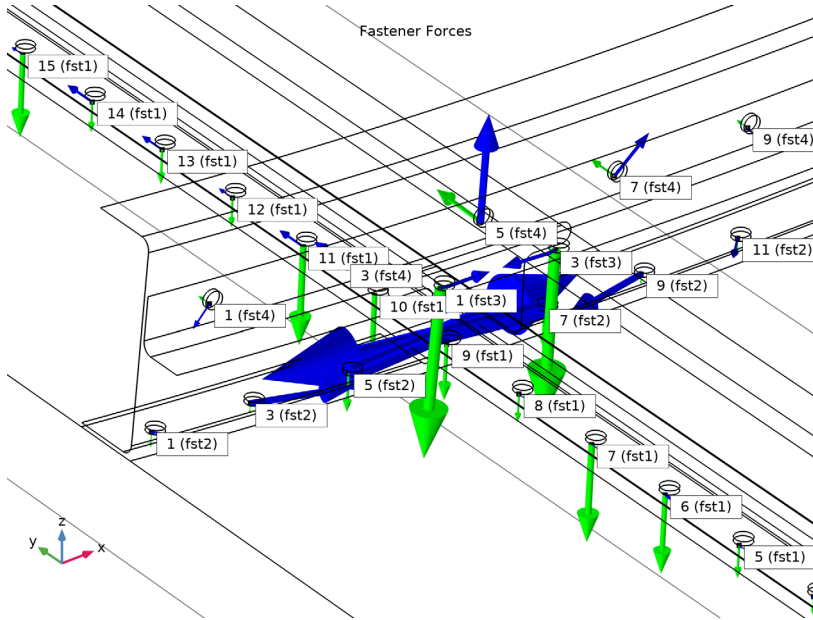 Fastener Forces
15 (fst1)
14 (fst1)
9 (fst4)
13 (fst1)
7 (fst4)
12 (fst1)
5 (fst4)
11 (fst1)
3 (fst3)
11 (fst2)
3 (fst4)
9 (fst2)
10 (fst1
1 (fst3)
1 (fst4)
7 (fst2)
9 (fst1)
5 (fst2)
8 (fst1)
3 (fst2)
1 (fst2)
7 (fst1)
6 (fst1)
5 (fst1)
z
y
x